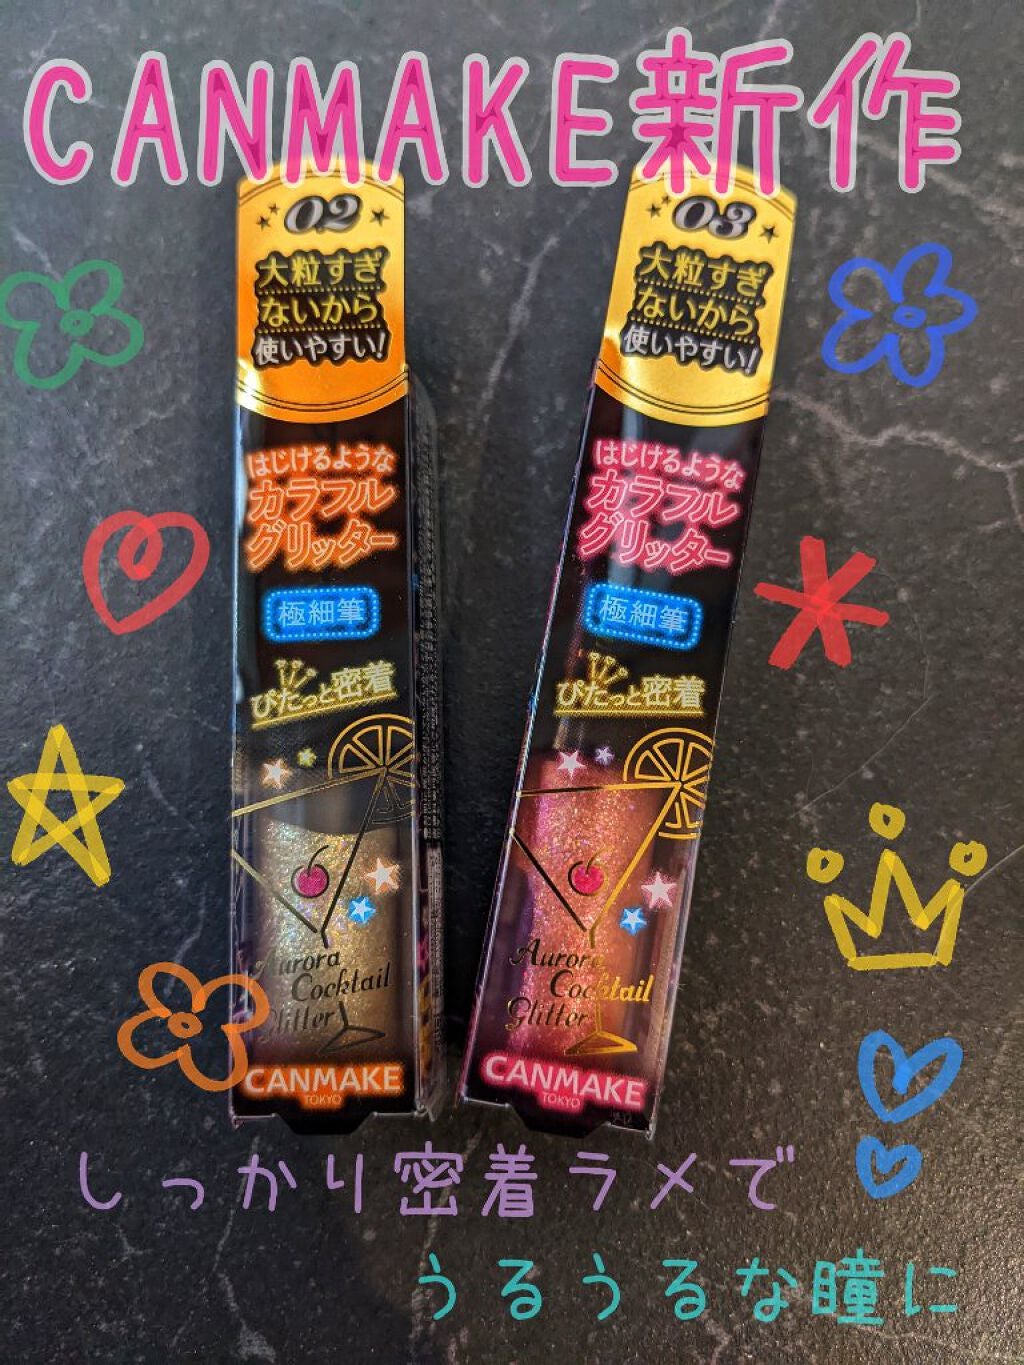 CANMAKE新作
02
大粒すぎ
ないから
使いやすい!
はじけるような
カラフル
グリッター
極細筆
ぴたっと密着
Aurora
Cocktail
Glitter
CANMAKE
TOKYO
03
大粒すぎ
ないから
使いやすい!
はじけるような
カラフル
グリッター
極細筆
ぴたっと密着
Aurora
Cocktail
Glitter
CANMAKE
TOKYO
しっかり密着ラメで
うるうるな瞳に